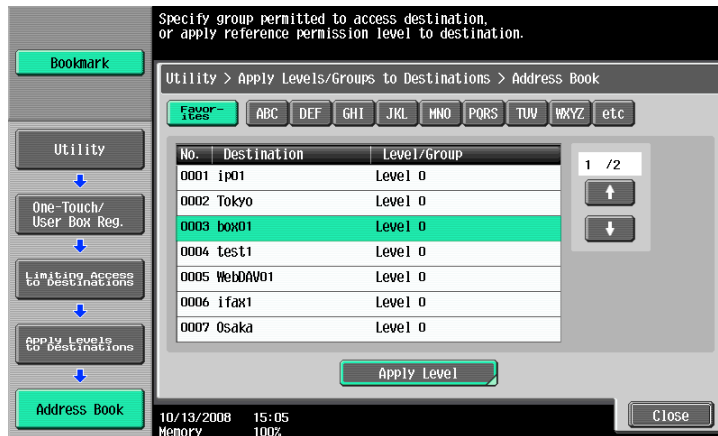 Specify group permitted to access destination,
or apply reference permission level to destination.
Bookmark
Utility > Apply Levels/Groups to Destinations > Address Book
Favor-
ites
ABC DEF GHI JKL MNO PQRS TUV WXYZ etc
Utility
One-Touch/
User Box Reg.
Limiting Access
to Destinations
Apply Levels
to Destinations
Address Book
No. Destination Level/Group
0001 ip01 Level 0
0002 Tokyo Level 0
0003 box01 Level 0
0004 test1 Level 0
0005 WebDAV01 Level 0
0006 ifax1 Level 0
0007 Osaka Level 0
1 /2
Apply Level
10/13/2008 15:05
Memory 100%
Close